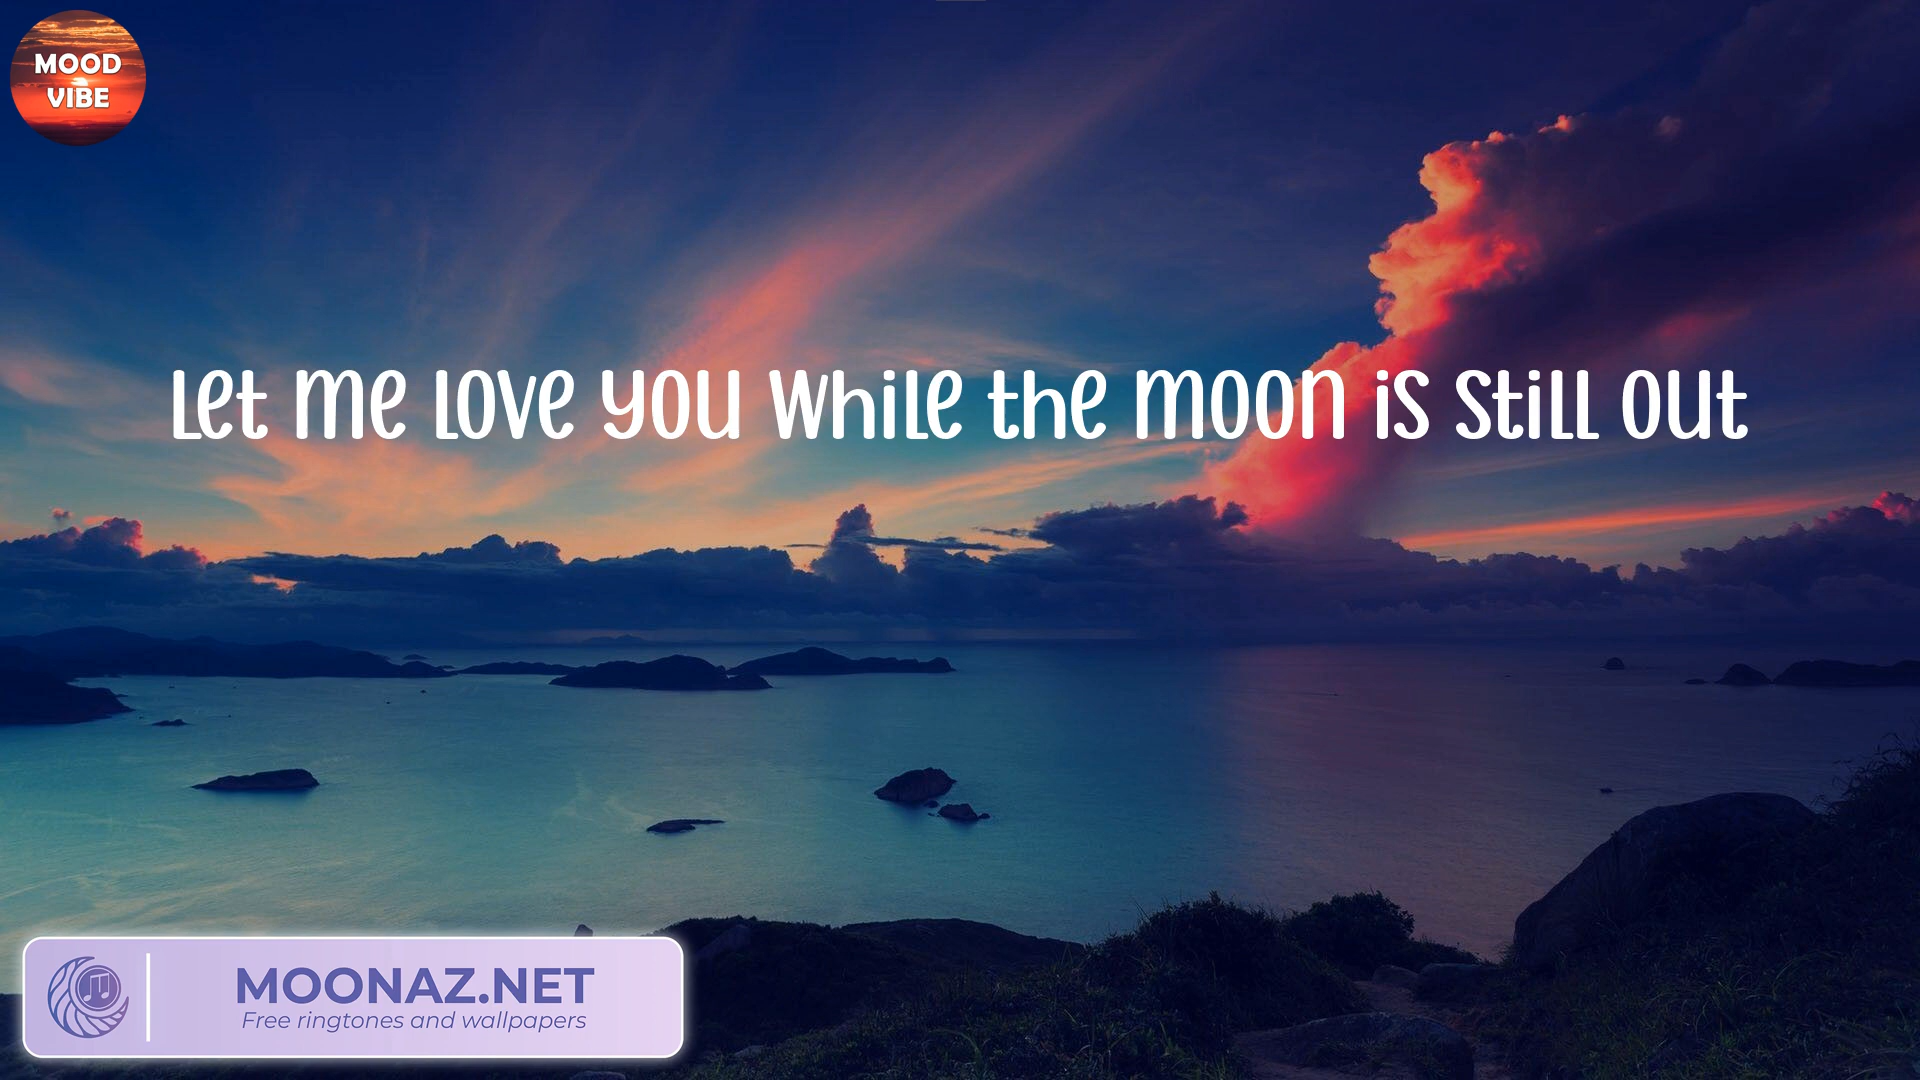 MOOD
VIBE
Let me love you while the moon is still out
MOONAZ.NET
Free ringtones and wallpapers